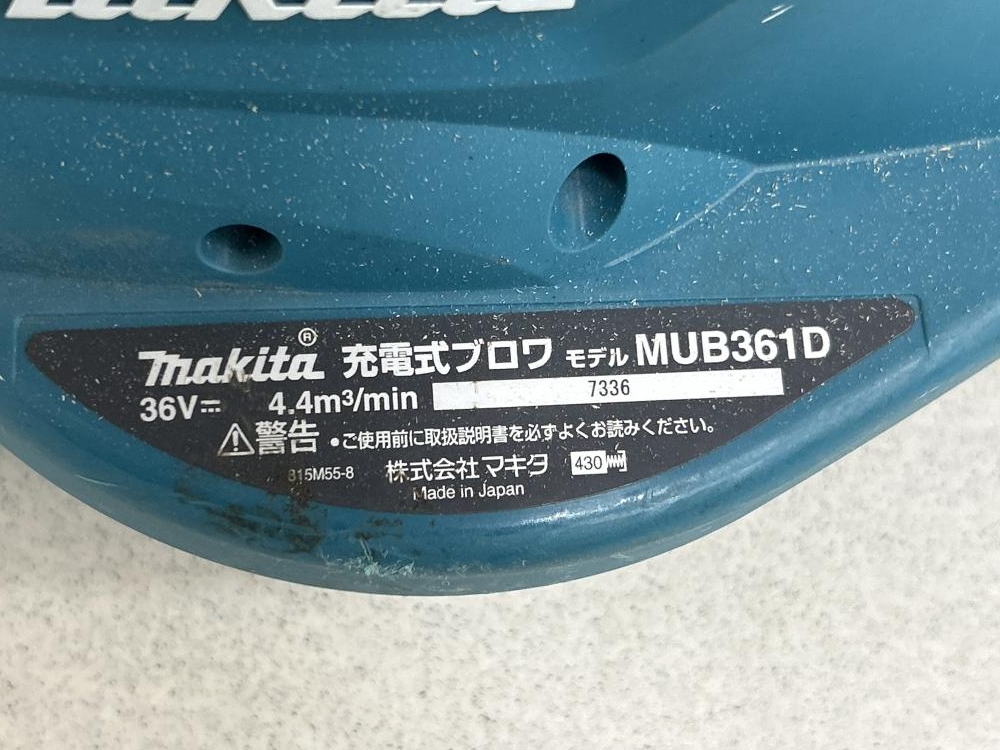 makita
makita® 充電式ブロワ モデル MUB361D
36V⎓ 4.4m³/min 7336
⚠警告 •ご使用前に取扱説明書を必ずよくお読みください。
815M55-8 株式会社マキタ 430
Made in Japan